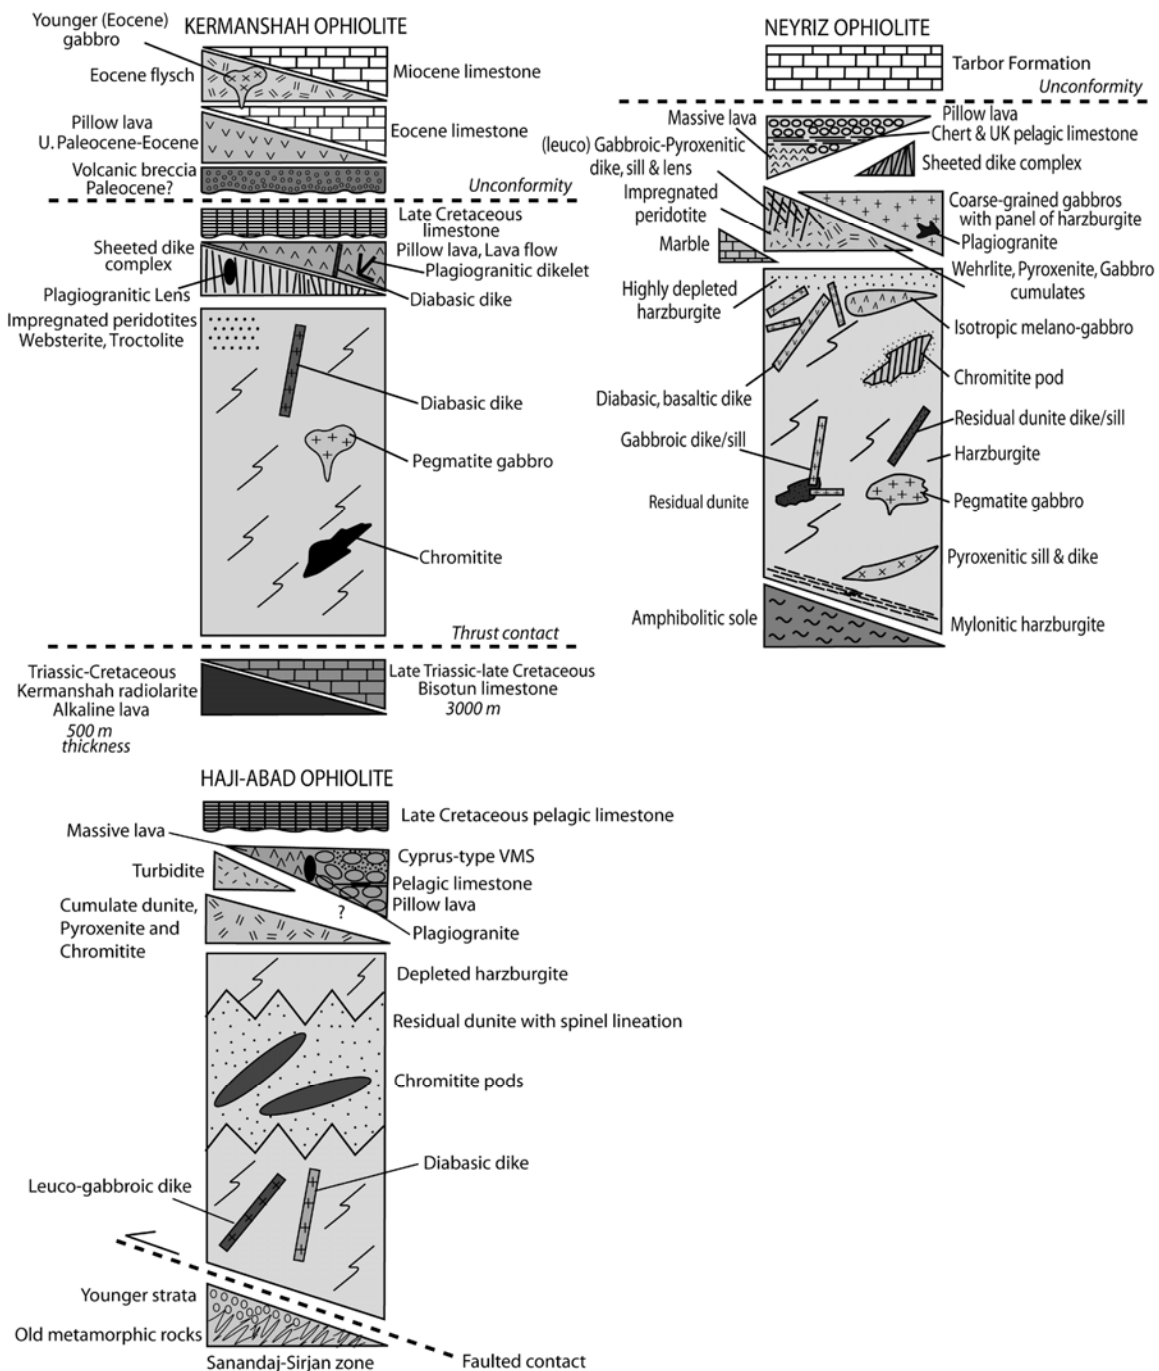 KERMANSHAH OPHIOLITE
Younger (Eocene)
gabbro
Eocene flysch
Miocene limestone
Pillow lava
U. Paleocene-Eocene
Eocene limestone
Volcanic breccia
Paleocene?
Unconformity
Late Cretaceous
limestone
Sheeted dike
complex
Pillow lava, Lava flow
Plagiogranitic dikelet
Plagiogranitic Lens
Diabasic dike
Impregnated peridotites
Websterite, Troctolite
Diabasic dike
Pegmatite gabbro
Chromitite
Thrust contact
Triassic-Cretaceous
Kermanshah radiolarite
Alkaline lava
500 m
thickness
Late Triassic-late Cretaceous
Bisotun limestone
3000 m
NEYRIZ OPHIOLITE
Tarbor Formation
Unconformity
Massive lava
Pillow lava
Chert & UK pelagic limestone
(leuco) Gabbroic-Pyroxenitic
dike, sill & lens
Sheeted dike complex
Impregnated
peridotite
Coarse-grained gabbros
with panel of harzburgite
Plagiogranite
Marble
Wehrlite, Pyroxenite, Gabbro
cumulates
Highly depleted
harzburgite
Isotropic melano-gabbro
Chromitite pod
Diabasic, basaltic dike
Residual dunite dike/sill
Gabbroic dike/sill
Harzburgite
Residual dunite
Pegmatite gabbro
Pyroxenitic sill & dike
Amphibolitic sole
Mylonitic harzburgite
HAJI-ABAD OPHIOLITE
Late Cretaceous pelagic limestone
Massive lava
Cyprus-type VMS
Turbidite
Pelagic limestone
Pillow lava
?
Cumulate dunite,
Pyroxenite and
Chromitite
Plagiogranite
Depleted harzburgite
Residual dunite with spinel lineation
Chromitite pods
Diabasic dike
Leuco-gabbroic dike
Younger strata
Old metamorphic rocks
Sanandaj-Sirjan zone
Faulted contact